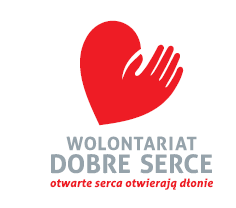 WOLONTARIAT
DOBRE SERCE
otwarte serca otwierają dłonie